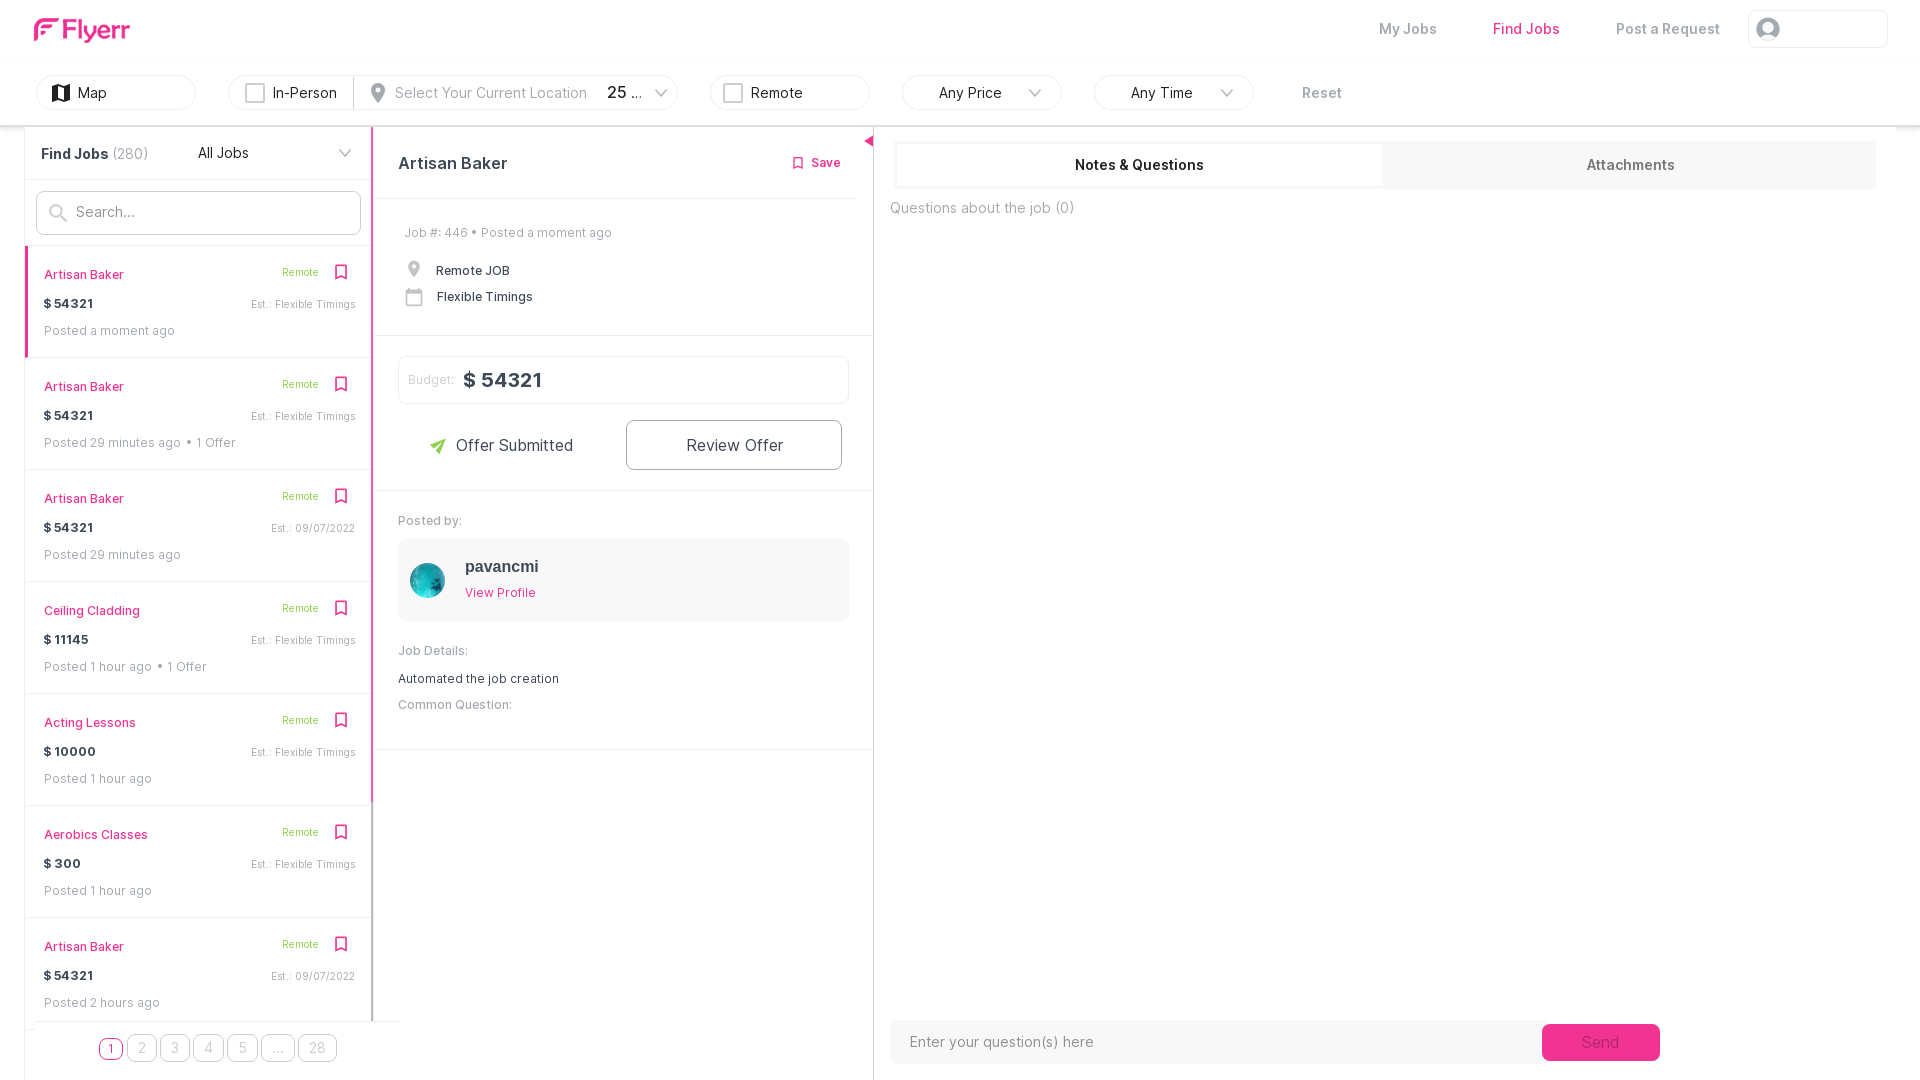 Flyerr
My Jobs
Find Jobs
Post a Request
Map
In-Person
Select Your Current Location
25 ...
Remote
Any Price
Any Time
Reset
Find Jobs (280)
All Jobs
Search...
Artisan Baker
Remote
$ 54321
Est.: Flexible Timings
Posted a moment ago
Artisan Baker
Remote
$ 54321
Est.: Flexible Timings
Posted 29 minutes ago • 1 Offer
Artisan Baker
Remote
$ 54321
Est.: 09/07/2022
Posted 29 minutes ago
Ceiling Cladding
Remote
$ 11145
Est.: Flexible Timings
Posted 1 hour ago • 1 Offer
Acting Lessons
Remote
$ 10000
Est.: Flexible Timings
Posted 1 hour ago
Aerobics Classes
Remote
$ 300
Est.: Flexible Timings
Posted 1 hour ago
Artisan Baker
Remote
$ 54321
Est.: 09/07/2022
Posted 2 hours ago
1 2 3 4 5 ... 28
Artisan Baker
Save
Job #: 446 • Posted a moment ago
Remote JOB
Flexible Timings
Budget: $ 54321
Offer Submitted
Review Offer
Posted by:
pavancmi
View Profile
Job Details:
Automated the job creation
Common Question:
Notes & Questions
Attachments
Questions about the job (0)
Enter your question(s) here
Send